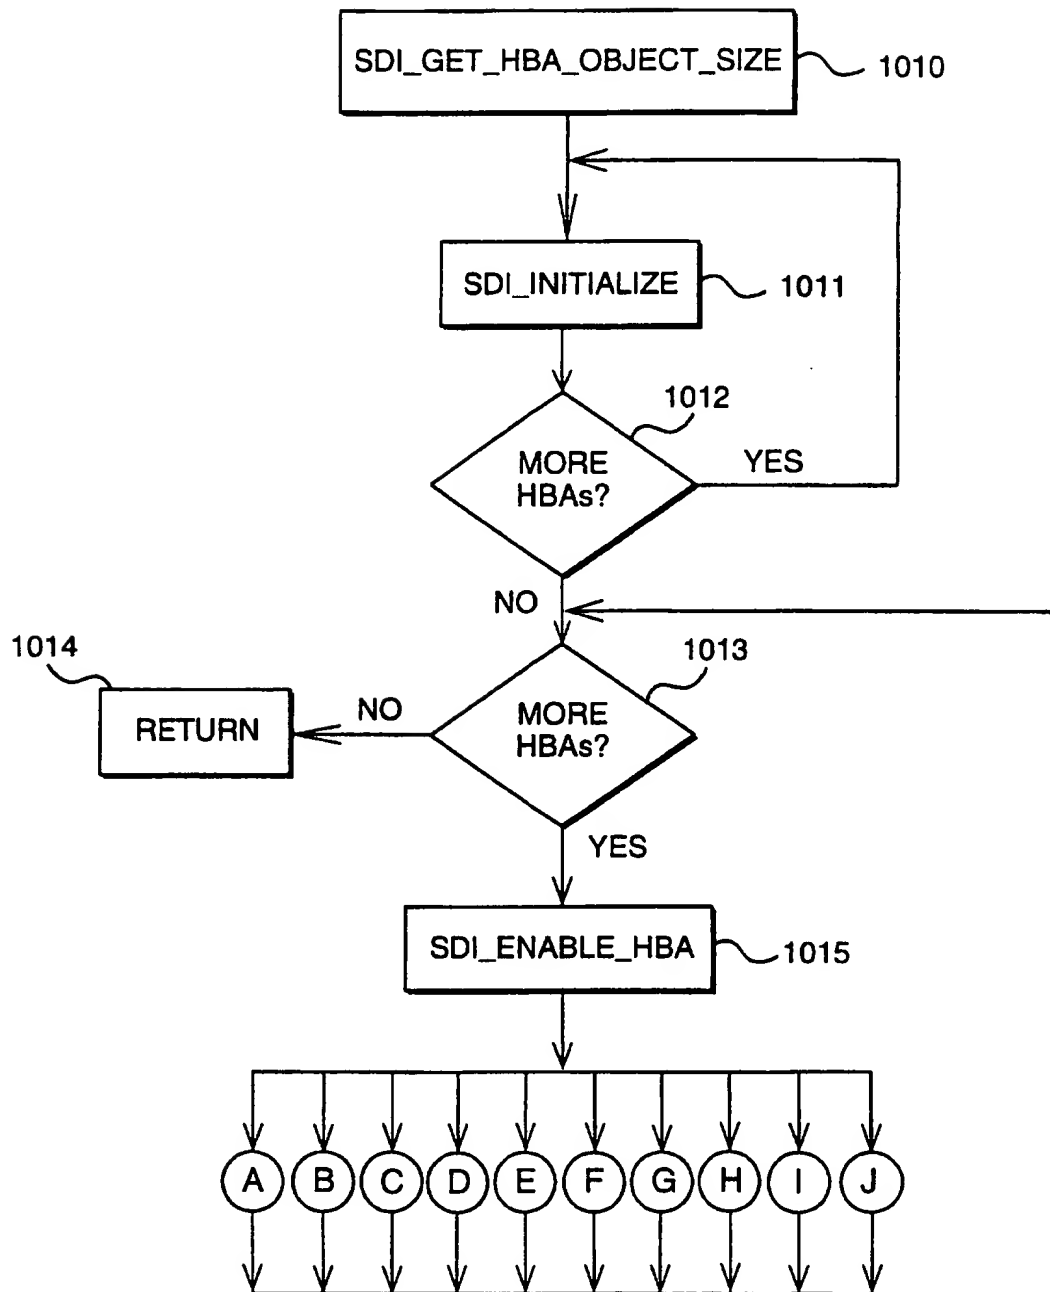 SDI_GET_HBA_OBJECT_SIZE
1010
SDI_INITIALIZE
1011
1012
MORE
HBAs?
YES
NO
1014
1013
RETURN
NO
MORE
HBAs?
YES
SDI_ENABLE_HBA
1015
A B C D E F G H I J